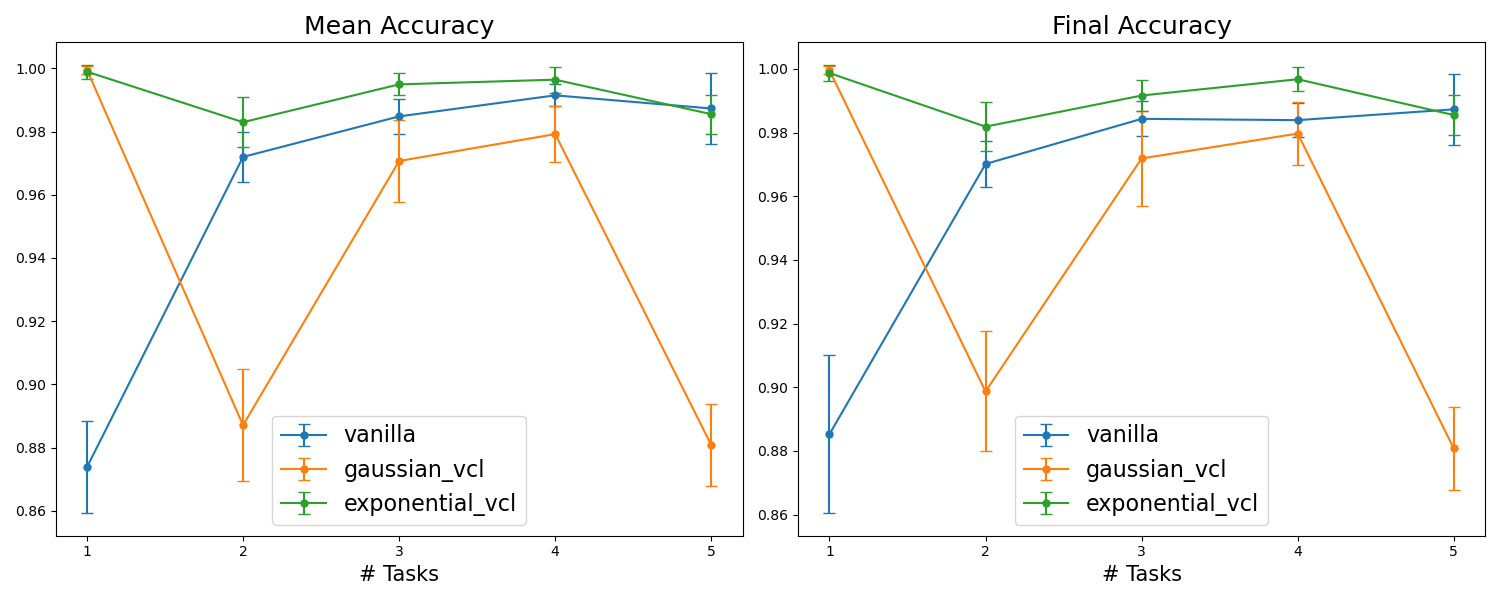 Mean Accuracy
1.00
0.98
0.96
0.94
0.92
0.90
0.88
0.86
vanilla
gaussian_vcl
exponential_vcl
1 2 3 4 5
# Tasks
Final Accuracy
1.00
0.98
0.96
0.94
0.92
0.90
0.88
0.86
vanilla
gaussian_vcl
exponential_vcl
1 2 3 4 5
# Tasks